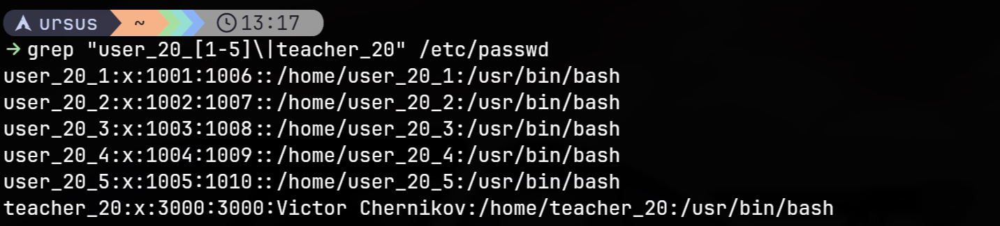 ursus ~ 13:17
→ grep "user_20_[1-5]\|teacher_20" /etc/passwd
user_20_1:x:1001:1006::/home/user_20_1:/usr/bin/bash
user_20_2:x:1002:1007::/home/user_20_2:/usr/bin/bash
user_20_3:x:1003:1008::/home/user_20_3:/usr/bin/bash
user_20_4:x:1004:1009::/home/user_20_4:/usr/bin/bash
user_20_5:x:1005:1010::/home/user_20_5:/usr/bin/bash
teacher_20:x:3000:3000:Victor Chernikov:/home/teacher_20:/usr/bin/bash